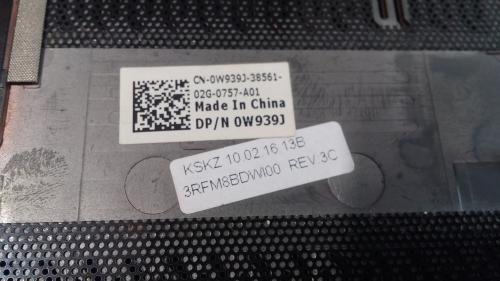 CN-0W939J-38561-
02G-0757-A01
Made In China
DP/N 0W939J
KSKZ 10 02 16 13B
3RFM8BDWI00 REV 3C